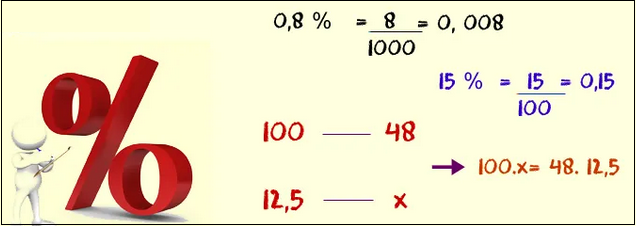 0,8 % = 8/1000 = 0, 008
15 % = 15/100 = 0,15
100 — 48
12,5 — x
→ 100.x= 48. 12,5
%